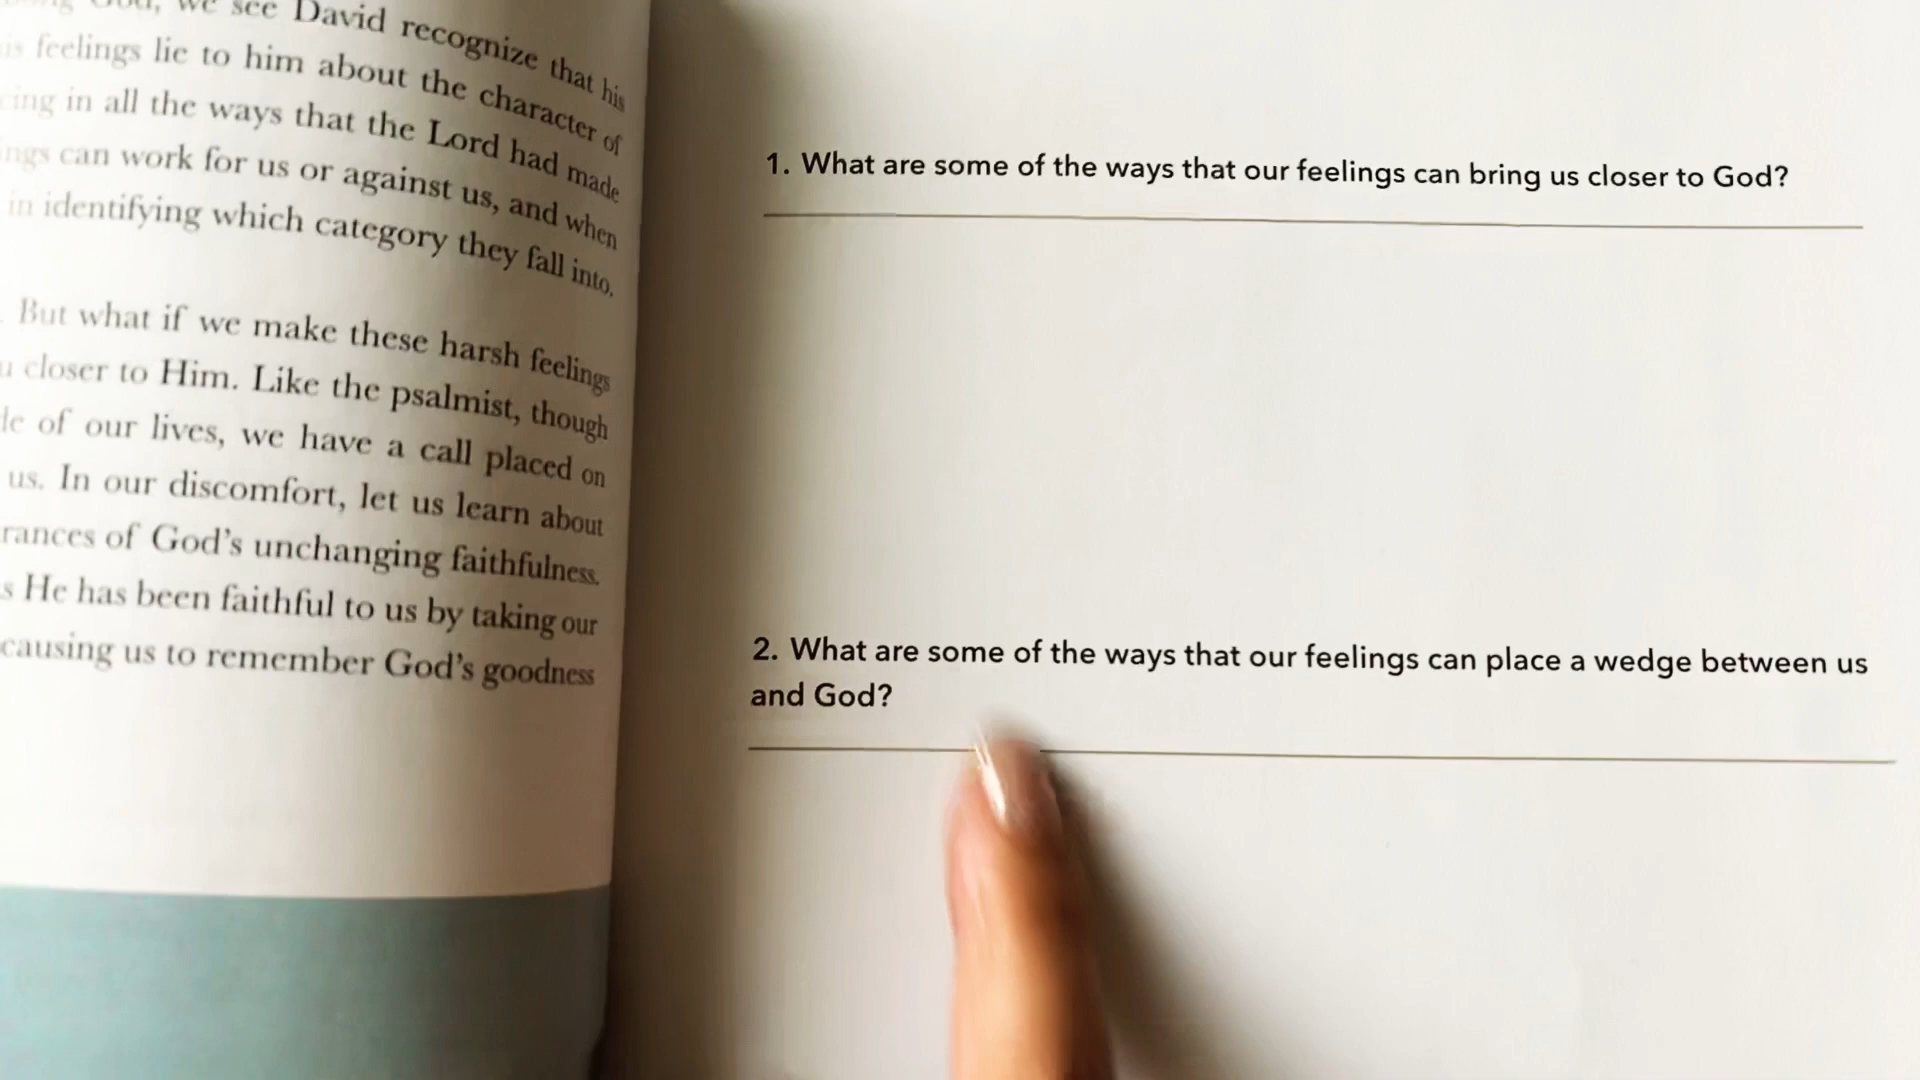 we see David recognize that his
feelings lie to him about the character of
in all the ways that the Lord had made
can work for us or against us, and when
in identifying which category they fall into.
But what if we make these harsh feelings
closer to Him. Like the psalmist, though
of our lives, we have a call placed on
us. In our discomfort, let us learn about
of God's unchanging faithfulness.
He has been faithful to us by taking our
causing us to remember God's goodness
1. What are some of the ways that our feelings can bring us closer to God?
2. What are some of the ways that our feelings can place a wedge between us
and God?